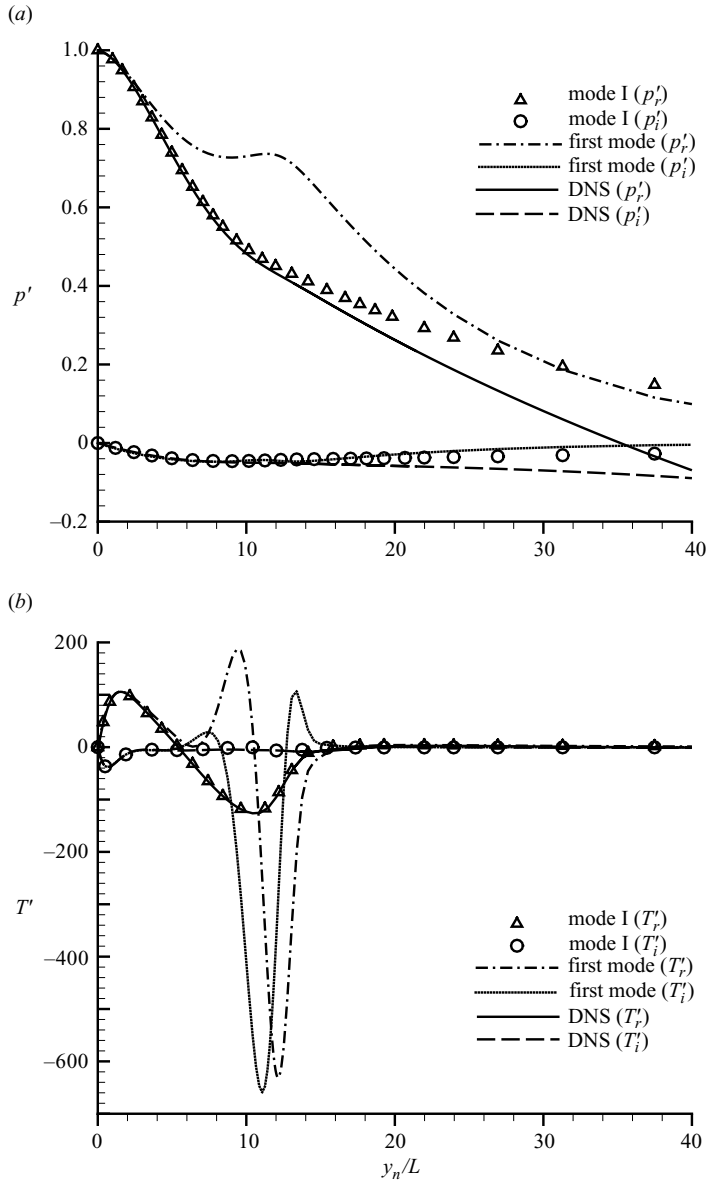 (a)
1.0
0.8
0.6
0.4
0.2
0
–0.2
p′
mode I (p′r)
mode I (p′i)
first mode (p′r)
first mode (p′i)
DNS (p′r)
DNS (p′i)
0 10 20 30 40
(b)
200
0
–200
–400
–600
T′
mode I (T′r)
mode I (T′i)
first mode (T′r)
first mode (T′i)
DNS (T′r)
DNS (T′i)
0 10 20 30 40
yn/L